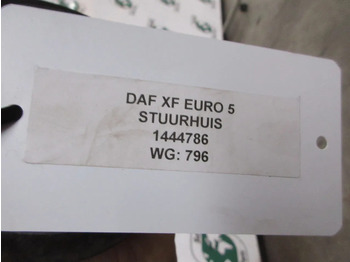 DAF XF EURO 5
STUURHUIS
1444786
WG: 796